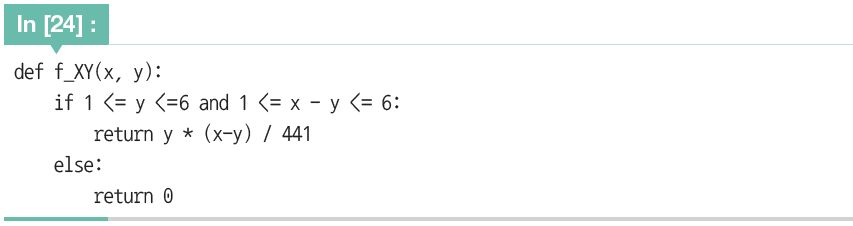 In [24] :
def f_XY(x, y):
    if 1 <= y <=6 and 1 <= x - y <= 6:
        return y * (x-y) / 441
    else:
        return 0